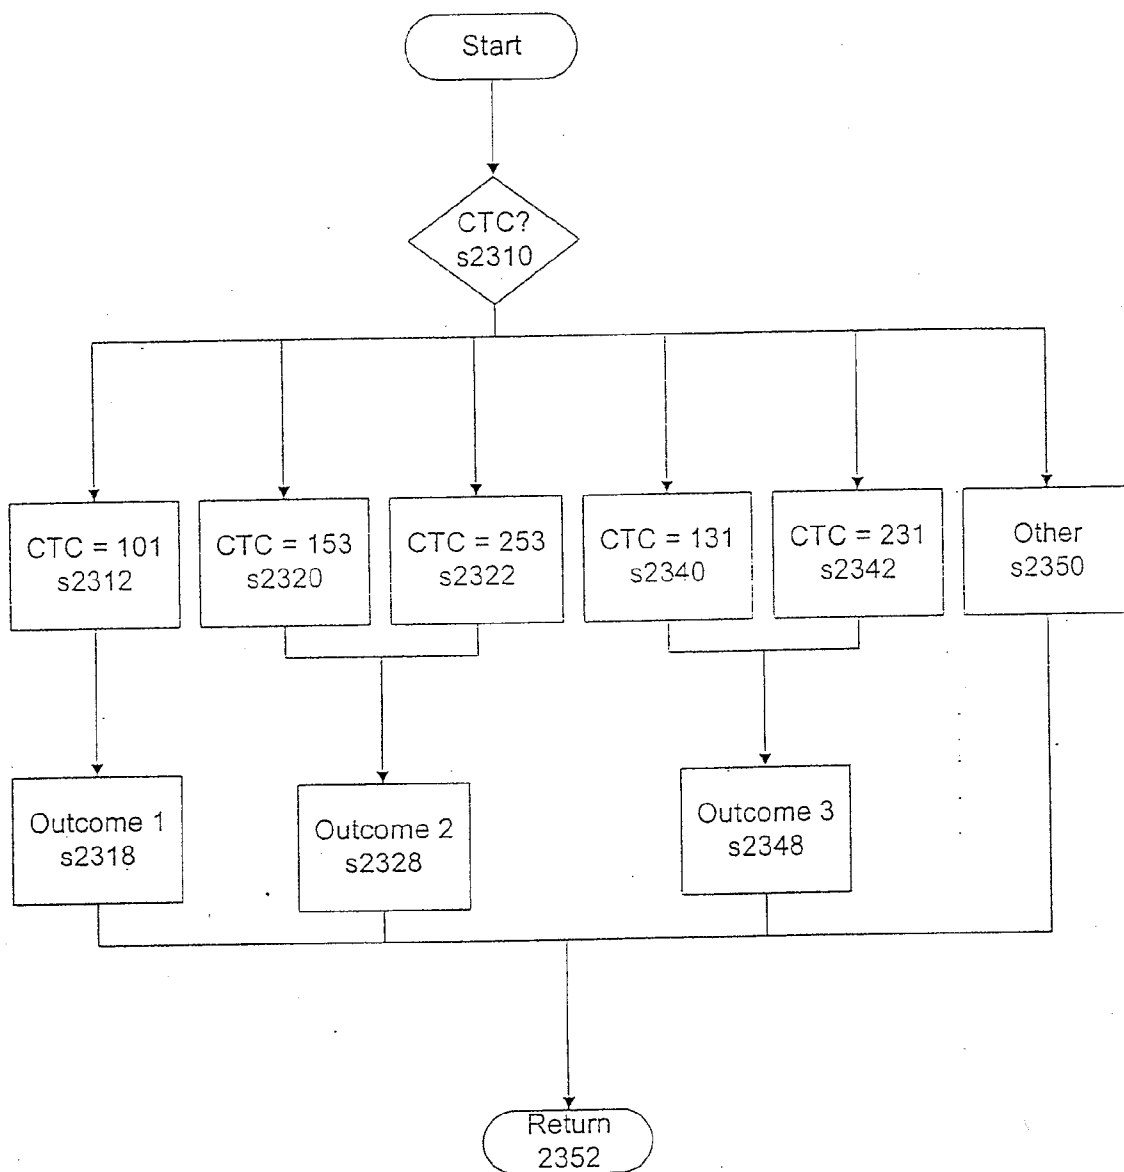 Start
CTC?
s2310
CTC = 101
s2312
CTC = 153
s2320
CTC = 253
s2322
CTC = 131
s2340
CTC = 231
s2342
Other
s2350
Outcome 1
s2318
Outcome 2
s2328
Outcome 3
s2348
Return
2352